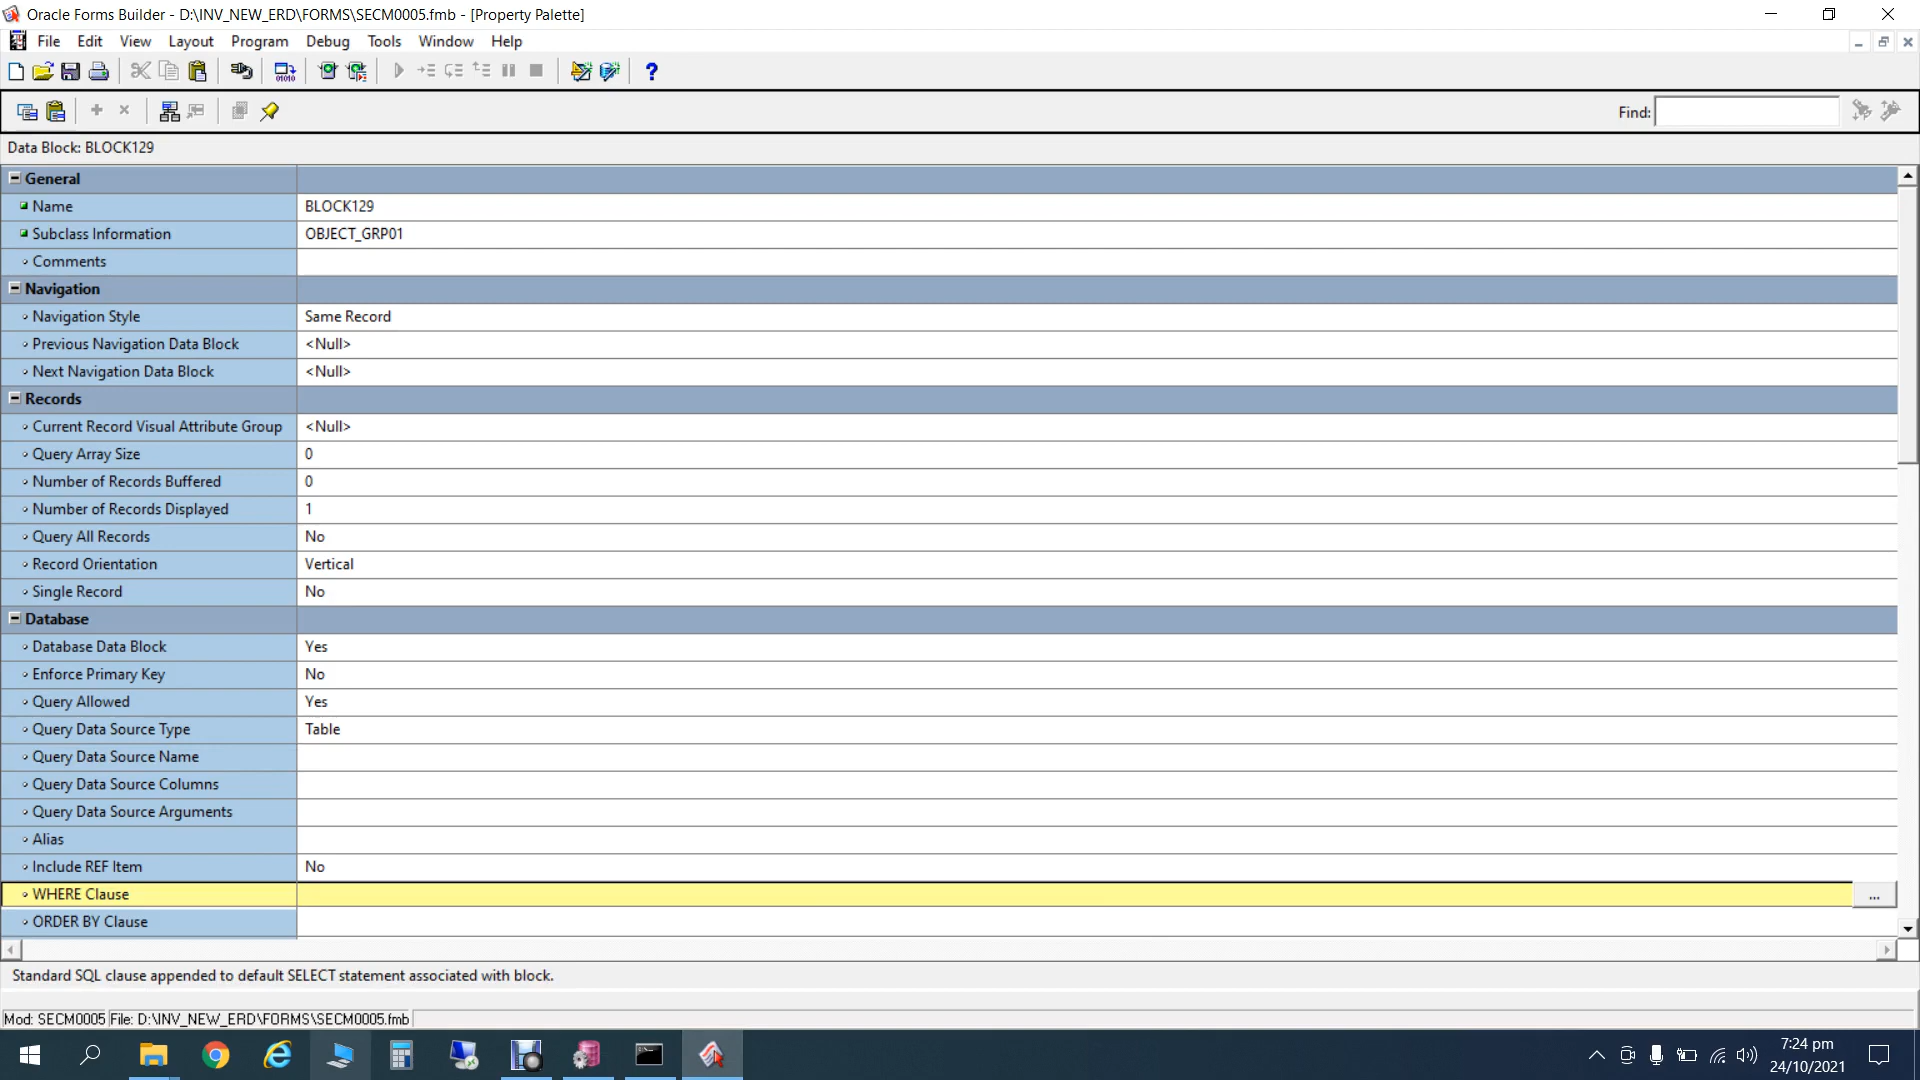 Oracle Forms Builder - D:\INV_NEW_ERD\FORMS\SECM0005.fmb - [Property Palette]
File Edit View Layout Program Debug Tools Window Help
Find:
Data Block: BLOCK129
General
Name BLOCK129
Subclass Information OBJECT_GRP01
Comments
Navigation
Navigation Style Same Record
Previous Navigation Data Block <Null>
Next Navigation Data Block <Null>
Records
Current Record Visual Attribute Group <Null>
Query Array Size 0
Number of Records Buffered 0
Number of Records Displayed 1
Query All Records No
Record Orientation Vertical
Single Record No
Database
Database Data Block Yes
Enforce Primary Key No
Query Allowed Yes
Query Data Source Type Table
Query Data Source Name
Query Data Source Columns
Query Data Source Arguments
Alias
Include REF Item No
WHERE Clause ...
ORDER BY Clause
Standard SQL clause appended to default SELECT statement associated with block.
Mod: SECM0005 File: D:\INV_NEW_ERD\FORMS\SECM0005.fmb
7:24 pm
24/10/2021